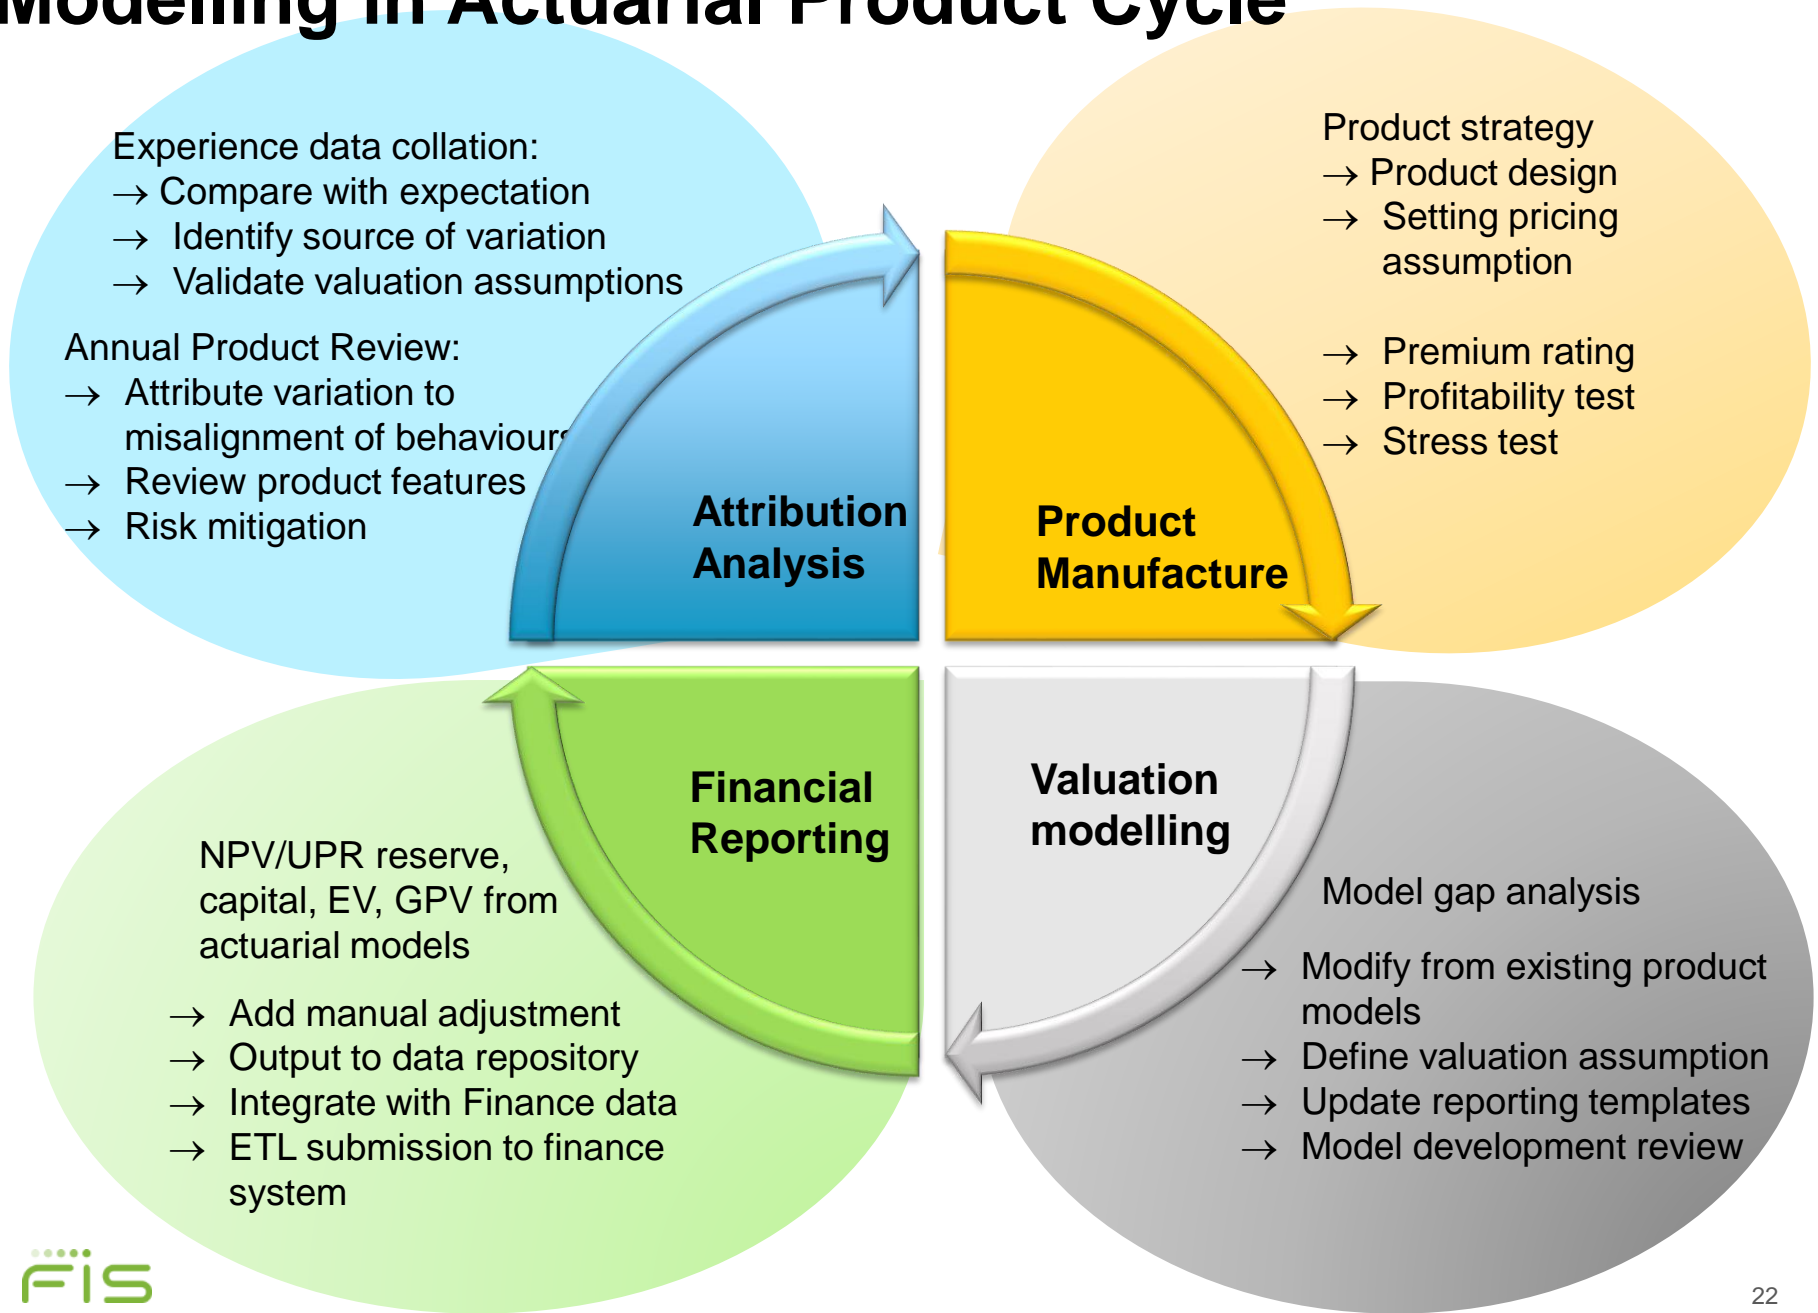 Modelling in Actuarial Product Cycle
Experience data collation:
→ Compare with expectation
→ Identify source of variation
→ Validate valuation assumptions
Annual Product Review:
→ Attribute variation to
misalignment of behaviours
→ Review product features
→ Risk mitigation
Product strategy
→ Product design
→ Setting pricing
assumption
→ Premium rating
→ Profitability test
→ Stress test
Attribution
Analysis
Product
Manufacture
Financial
Reporting
Valuation
modelling
NPV/UPR reserve,
capital, EV, GPV from
actuarial models
→ Add manual adjustment
→ Output to data repository
→ Integrate with Finance data
→ ETL submission to finance
system
Model gap analysis
→ Modify from existing product
models
→ Define valuation assumption
→ Update reporting templates
→ Model development review
FIS
22